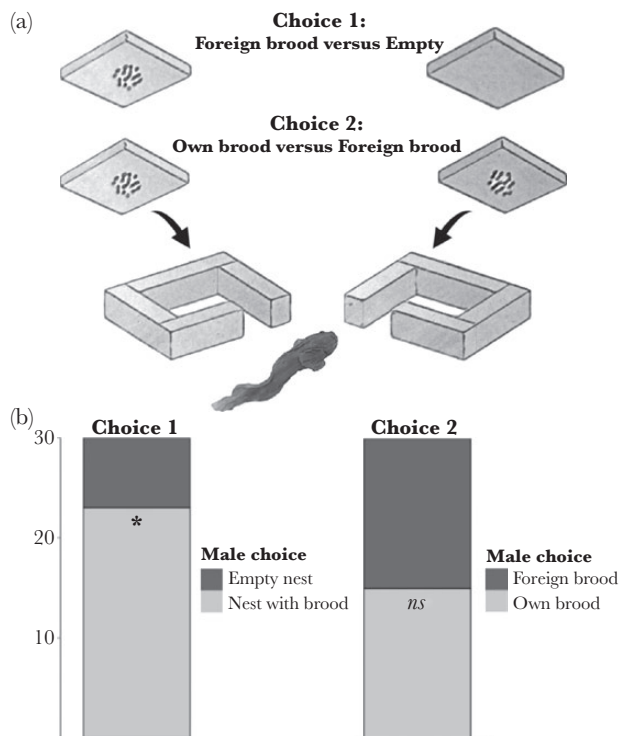 (a)
Choice 1:
Foreign brood versus Empty
Choice 2:
Own brood versus Foreign brood
(b)
Choice 1
Choice 2
30
20
10
*
Male choice
Empty nest
Nest with brood
ns
Male choice
Foreign brood
Own brood